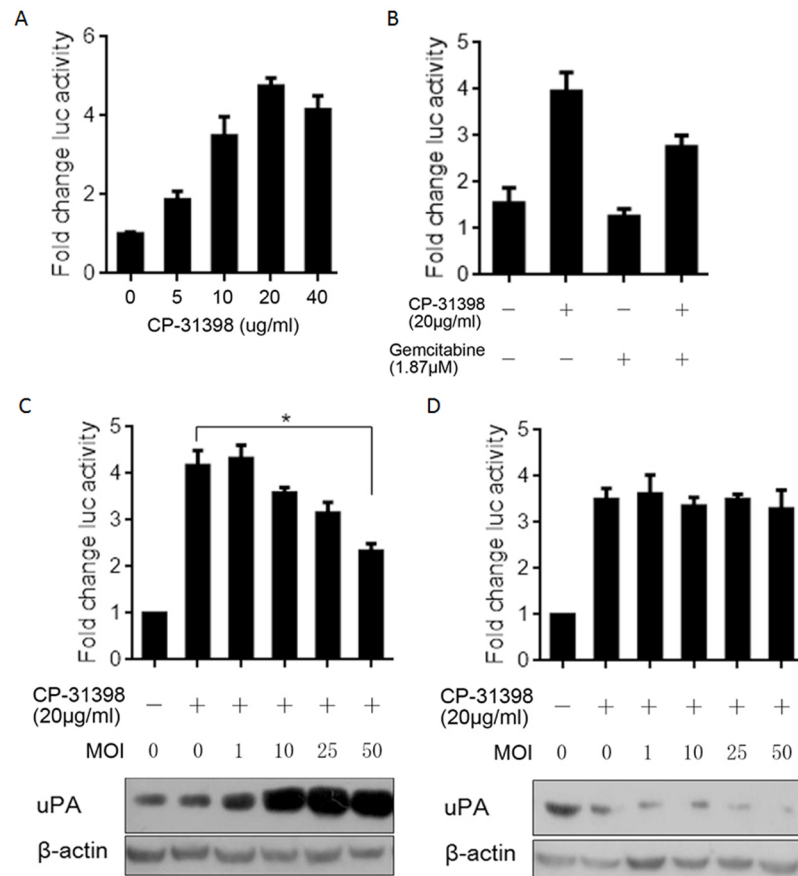 A
Fold change luc activity
6
4
2
0
0 5 10 20 40
CP-31398 (ug/ml)
B
Fold change luc activity
5
4
3
2
1
0
CP-31398 − + − +
(20µg/ml)
Gemcitabine − − + +
(1.87µM)
C
*
Fold change luc activity
5
4
3
2
1
0
CP-31398 − + + + + +
(20µg/ml)
MOI 0 0 1 10 25 50
uPA
β-actin
D
Fold change luc activity
5
4
3
2
1
0
CP-31398 − + + + + +
(20µg/ml)
MOI 0 0 1 10 25 50
uPA
β-actin